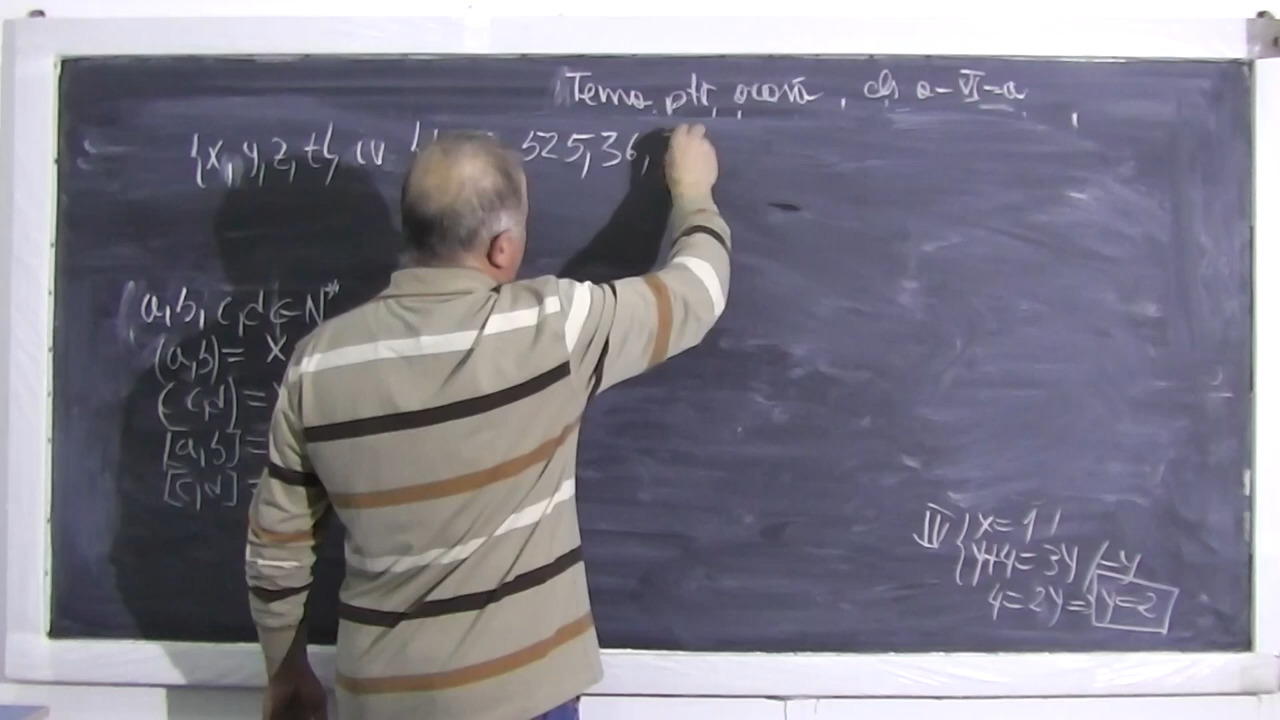 Tema ptr. acasă, cls a-VI-a
{x, y, z, t} cu 525, 36,
a, b, c, d ∈ N*
(a,b)= x
(c,d)=
[a,b]=
[c,d]=
IV {x=11
y+4=3y /-y
4=2y=> y=2